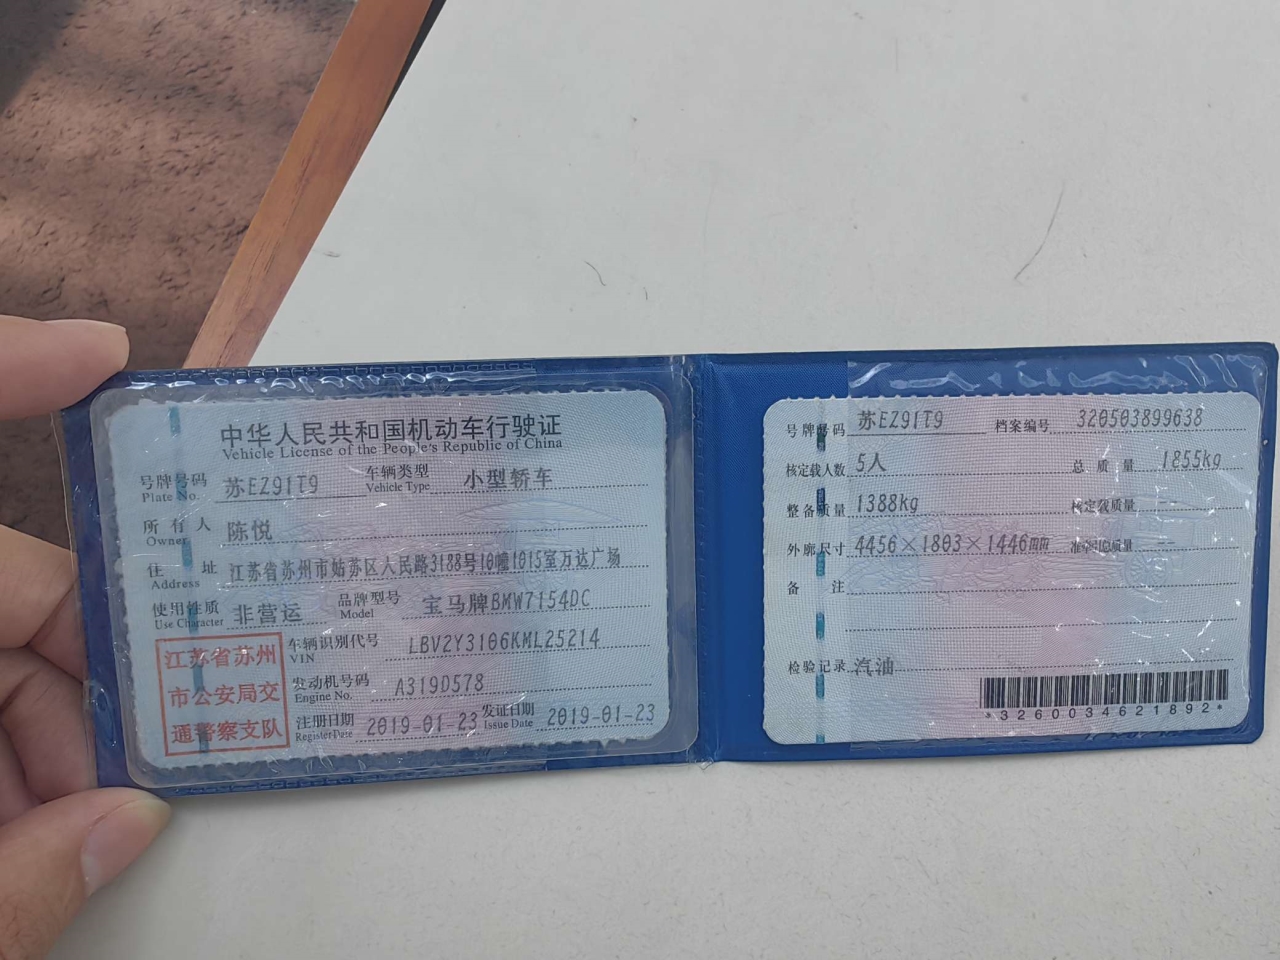 中华人民共和国机动车行驶证
Vehicle License of the People's Republic of China
号牌号码 苏EZ91T9 车辆类型 小型轿车
Plate No. Vehicle Type
所有人 陈悦
Owner
住址 江苏省苏州市姑苏区人民路3188号10幢1015室万达广场
Address
使用性质 非营运 品牌型号 宝马牌BMW7154DC
Use Character Model
江苏省苏州
市公安局交
通警察支队
车辆识别代号 LBV2Y3106KML25214
VIN
发动机号码 A319D578
Engine No.
注册日期 2019-01-23 发证日期 2019-01-23
Register Date Issue Date
号牌号码 苏EZ91T9 档案编号 320503899638
核定载人数 5人 总质量 1855kg
整备质量 1388kg 核定载质量 --
外廓尺寸 4456×1803×1446mm 准牵引总质量 --
备注
检验记录 汽油
*3260034621892*